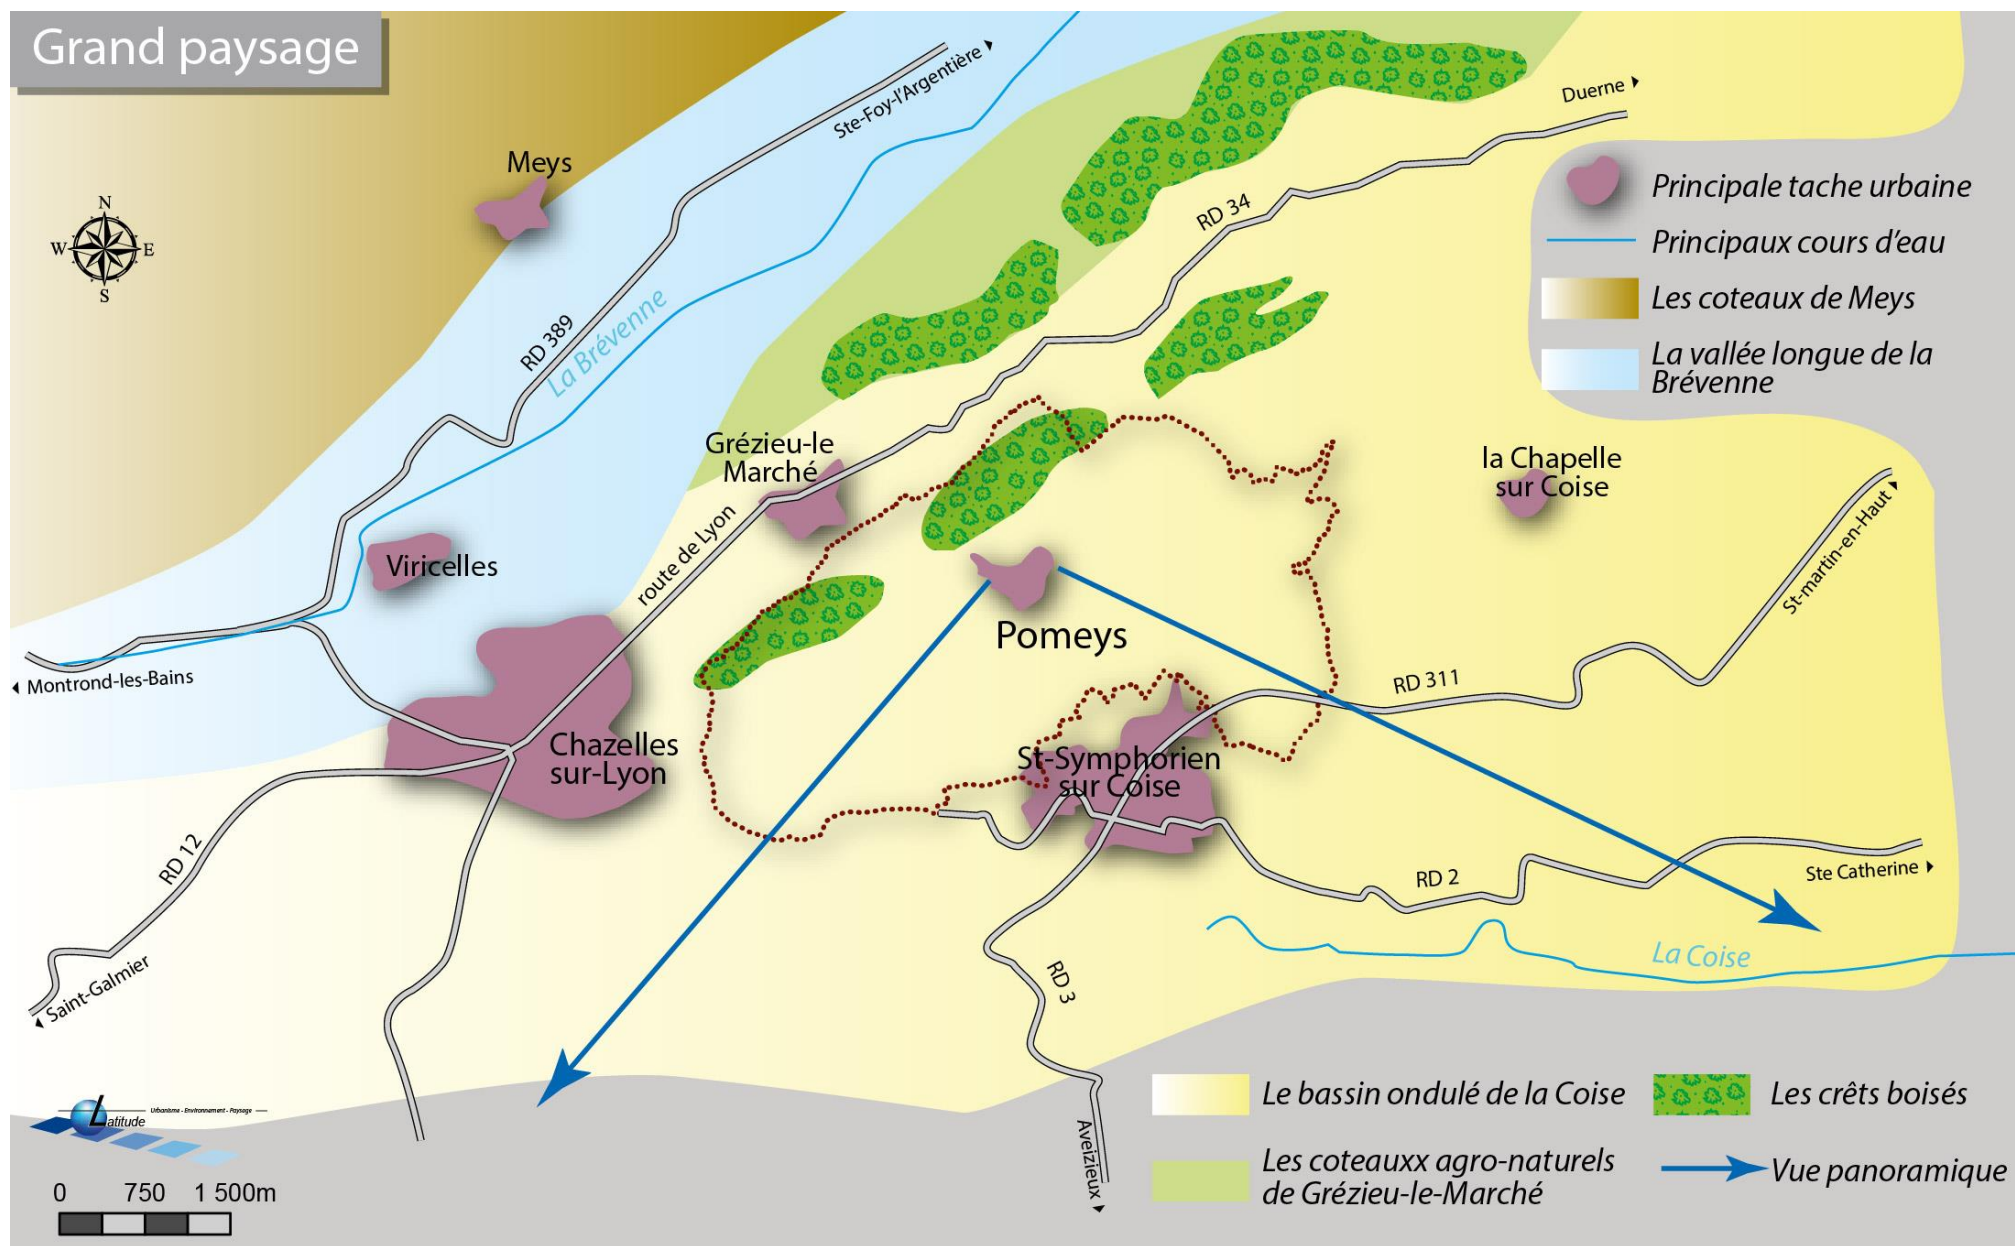 Grand paysage
Ste-Foy-l'Argentière
Duerne
Meys
N
W E
S
RD 34
RD 389
La Brévenne
Principale tache urbaine
Principaux cours d'eau
Les coteaux de Meys
La vallée longue de la
Brévenne
Grézieu-le
Marché
la Chapelle
sur Coise
St-martin-en-Haut
route de Lyon
Viricelles
Pomeys
Montrond-les-Bains
RD 311
Chazelles
sur-Lyon
St-Symphorien
sur Coise
RD 12
RD 2
Ste Catherine
La Coise
Saint-Galmier
RD 3
Aveizieux
Latitude
Urbanisme - Environnement - Paysage
0 750 1 500m
Le bassin ondulé de la Coise
Les crêts boisés
Les coteauxx agro-naturels
de Grézieu-le-Marché
Vue panoramique